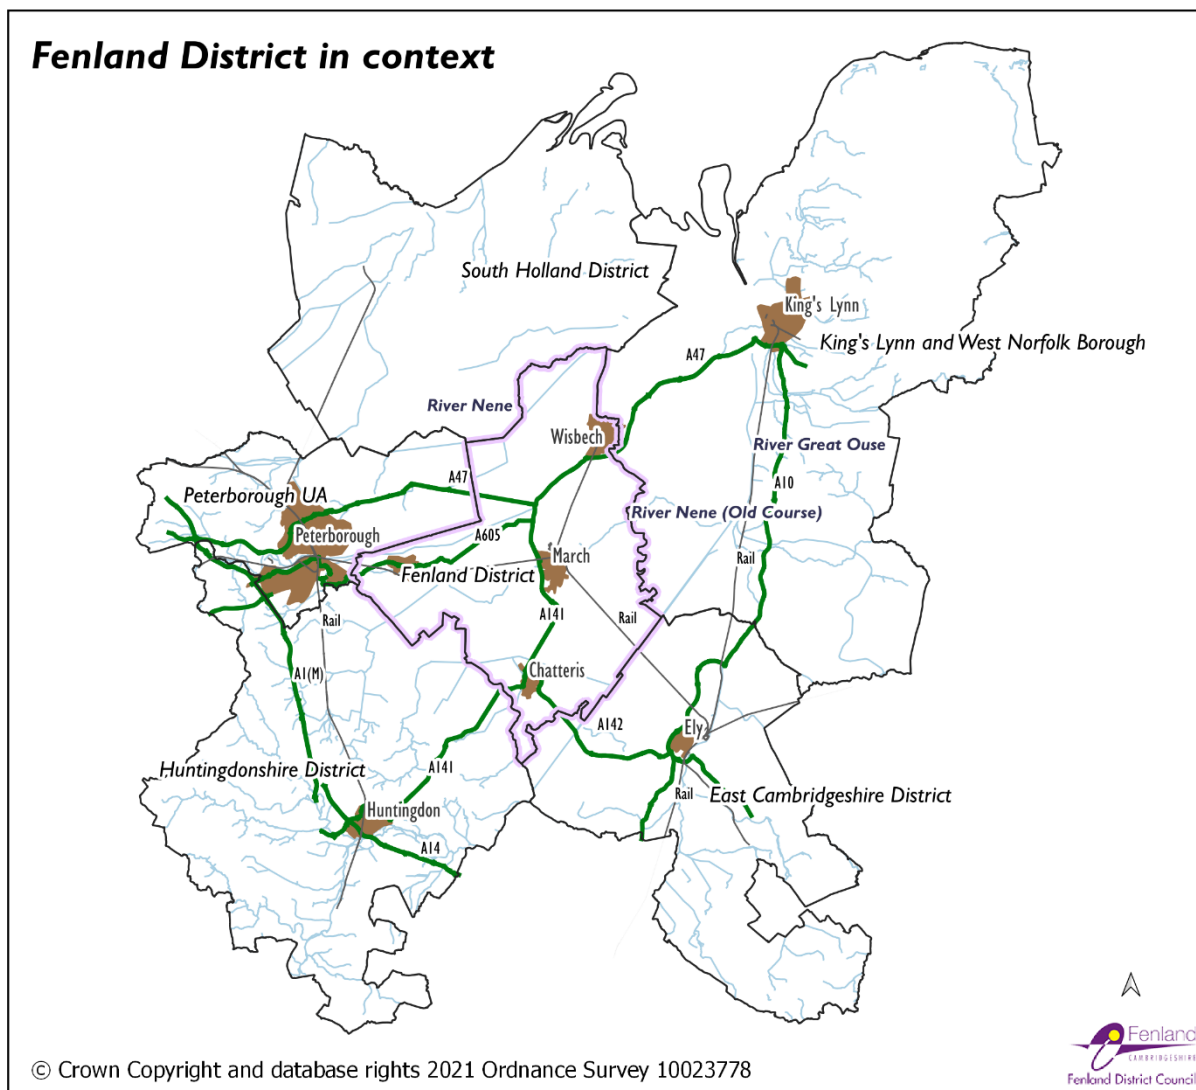 Fenland District in context
South Holland District
King's Lynn
King's Lynn and West Norfolk Borough
A47
River Nene
Wisbech
River Great Ouse
A47
A10
Peterborough UA
River Nene (Old Course)
Peterborough
A605
March
Rail
Fenland District
A141
Rail
Rail
A1(M)
Chatteris
A142
Ely
A141
Huntingdonshire District
Rail
East Cambridgeshire District
Huntingdon
A14
Fenland
CAMBRIDGESHIRE
Fenland District Council
© Crown Copyright and database rights 2021 Ordnance Survey 10023778